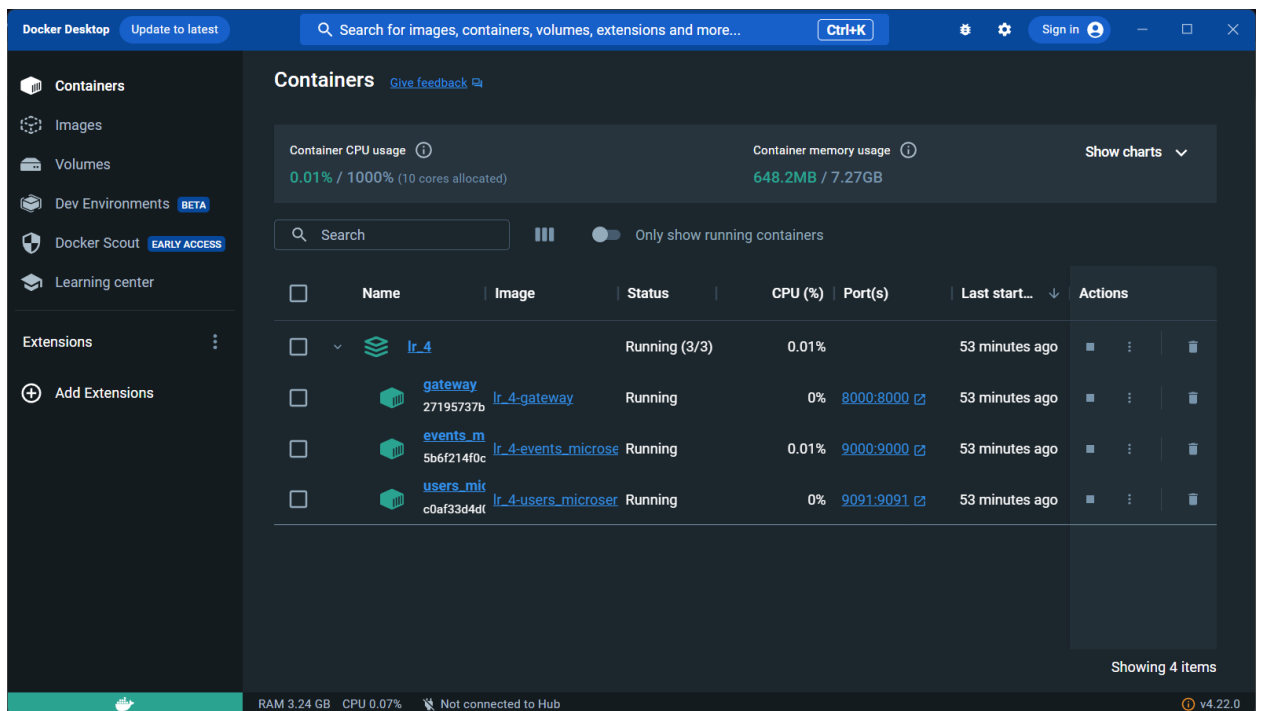 Docker Desktop Update to latest Search for images, containers, volumes, extensions and more... Ctrl+K Sign in
Containers
Images
Volumes
Dev Environments BETA
Docker Scout EARLY ACCESS
Learning center
Extensions
Add Extensions
Containers Give feedback
Container CPU usage
0.01% / 1000% (10 cores allocated)
Container memory usage
648.2MB / 7.27GB
Show charts
Search
Only show running containers
Name Image Status CPU (%) Port(s) Last start... Actions
lr_4 Running (3/3) 0.01% 53 minutes ago
gateway
27195737b
lr_4-gateway Running 0% 8000:8000 53 minutes ago
events_m
5b6f214f0c
lr_4-events_microse Running 0.01% 9000:9000 53 minutes ago
users_mic
c0af33d4d(
lr_4-users_microser Running 0% 9091:9091 53 minutes ago
Showing 4 items
RAM 3.24 GB CPU 0.07% Not connected to Hub v4.22.0